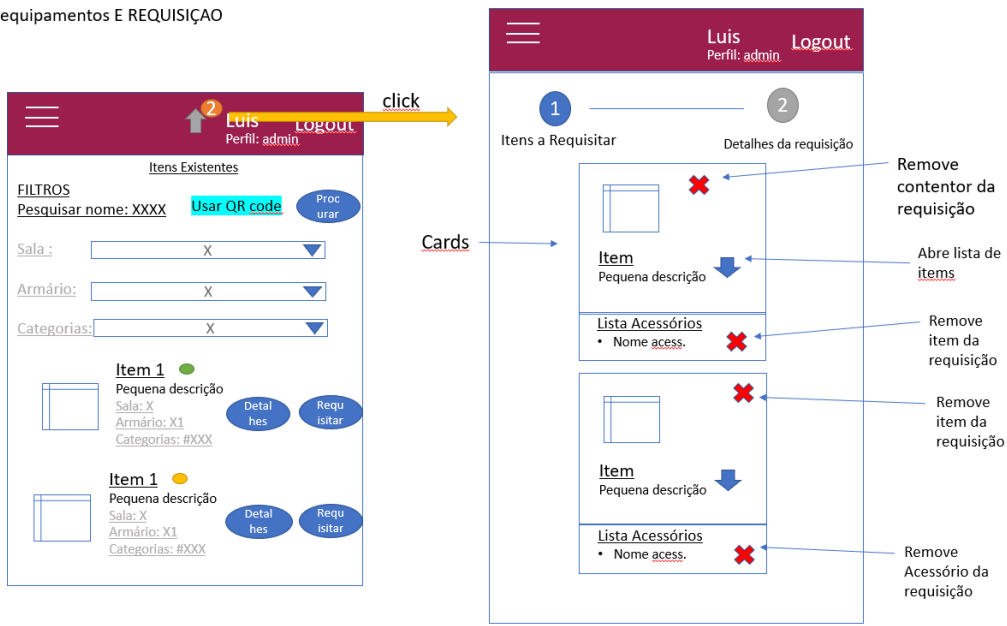 equipamentos E REQUISIÇAO
2
Luis
Logout
Perfil: admin
Itens Existentes
FILTROS
Pesquisar nome: XXXX
Usar QR code
Proc
urar
Sala :
X
Armário:
X
Categorias:
X
Item 1
Pequena descrição
Sala: X
Armário: X1
Categorias: #XXX
Detal
hes
Requ
isitar
Item 1
Pequena descrição
Sala: X
Armário: X1
Categorias: #XXX
Detal
hes
Requ
isitar
click
Cards
Luis
Perfil: admin
Logout
1
2
Itens a Requisitar
Detalhes da requisição
Item
Pequena descrição
Lista Acessórios
• Nome acess.
Item
Pequena descrição
Lista Acessórios
• Nome acess.
Remove
contentor da
requisição
Abre lista de
items
Remove
item da
requisição
Remove
item da
requisição
Remove
Acessório da
requisição